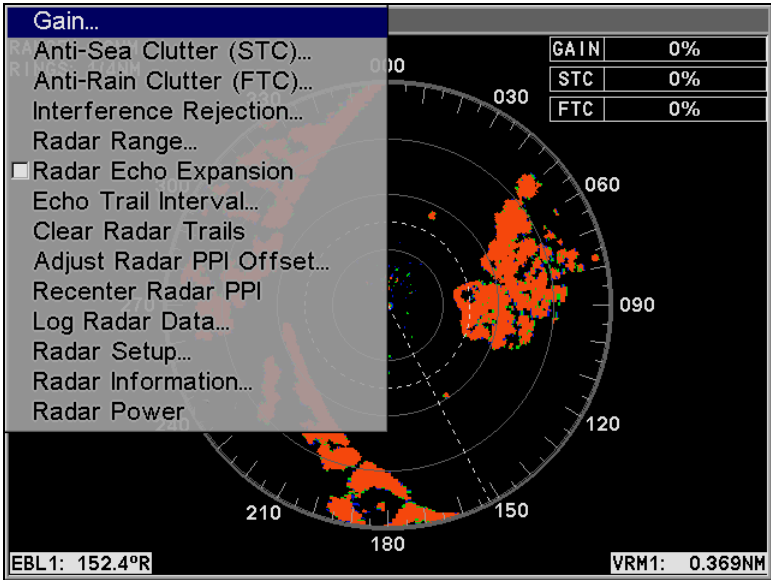 Gain...
Anti-Sea Clutter (STC)...
Anti-Rain Clutter (FTC)...
Interference Rejection...
Radar Range...
Radar Echo Expansion
Echo Trail Interval...
Clear Radar Trails
Adjust Radar PPI Offset...
Recenter Radar PPI
Log Radar Data...
Radar Setup...
Radar Information...
Radar Power
GAIN 0%
STC 0%
FTC 0%
000
030
060
090
120
150
180
210
240
270
300
330
EBL1: 152.4ºR
VRM1: 0.369NM